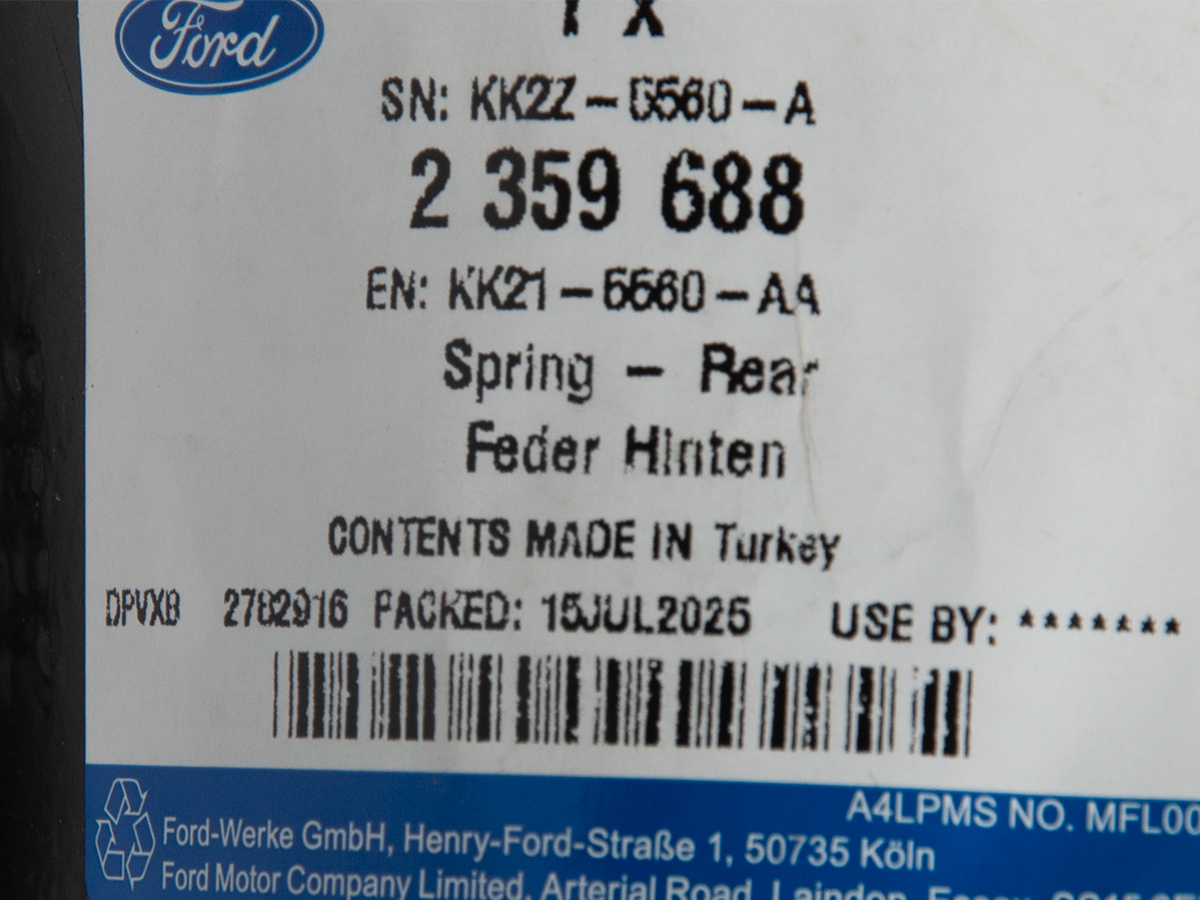 Ford
1 X
SN: KK2Z-5560-A
2 359 688
EN: KK21-5560-AA
Spring - Rear
Feder Hinten
CONTENTS MADE IN Turkey
DPVXB 2782916 PACKED: 15JUL2025 USE BY: *******
A4LPMS NO. MFL00
Ford-Werke GmbH, Henry-Ford-Straße 1, 50735 Köln
Ford Motor Company Limited, Arterial Road, Laindon, Essex,